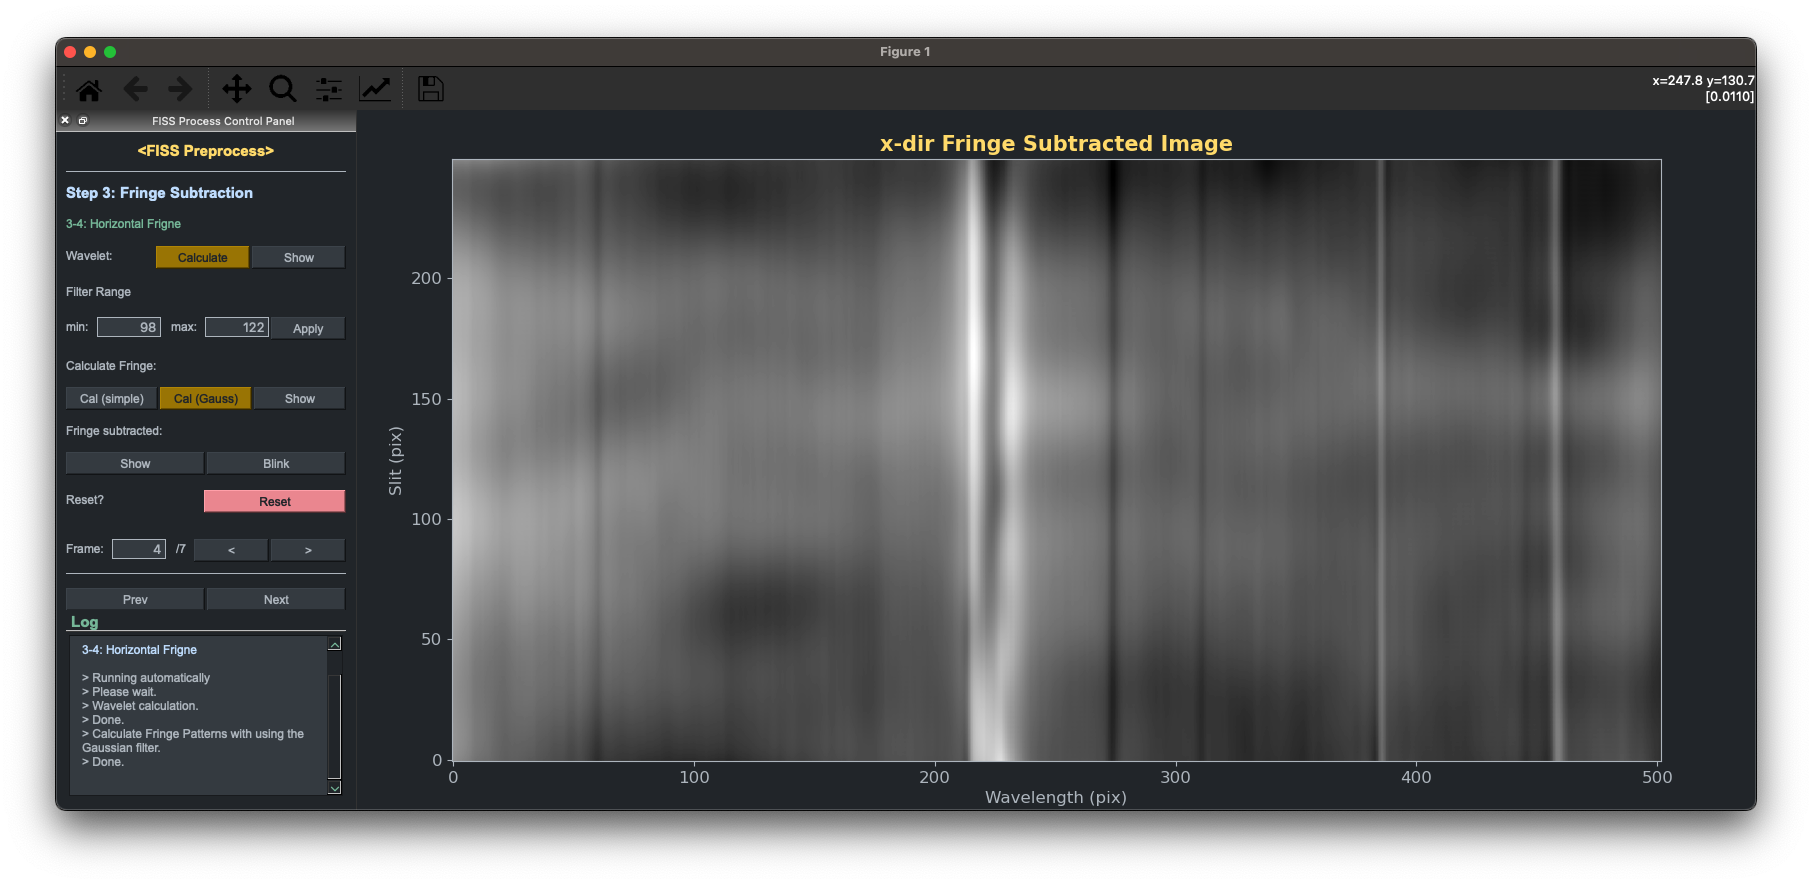 Figure 1
x=247.8 y=130.7
[0.0110]
FISS Process Control Panel
<FISS Preprocess>
Step 3: Fringe Subtraction
3-4: Horizontal Frigne
Wavelet: Calculate Show
Filter Range
min: 98 max: 122 Apply
Calculate Fringe:
Cal (simple) Cal (Gauss) Show
Fringe subtracted:
Show Blink
Reset? Reset
Frame: 4 /7 < >
Prev Next
Log
3-4: Horizontal Frigne
> Running automatically
> Please wait.
> Wavelet calculation.
> Done.
> Calculate Fringe Patterns with using the
Gaussian filter.
> Done.
x-dir Fringe Subtracted Image
Slit (pix)
200
150
100
50
0
0 100 200 300 400 500
Wavelength (pix)